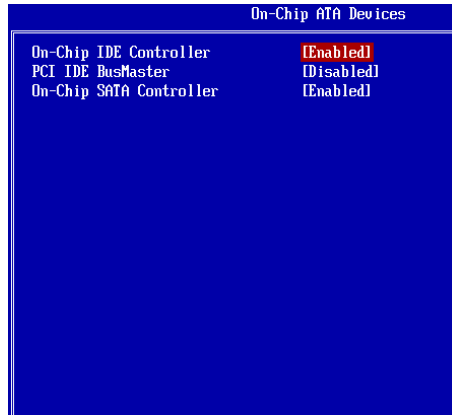 On-Chip ATA Devices
On-Chip IDE Controller [Enabled]
PCI IDE BusMaster [Disabled]
On-Chip SATA Controller [Enabled]